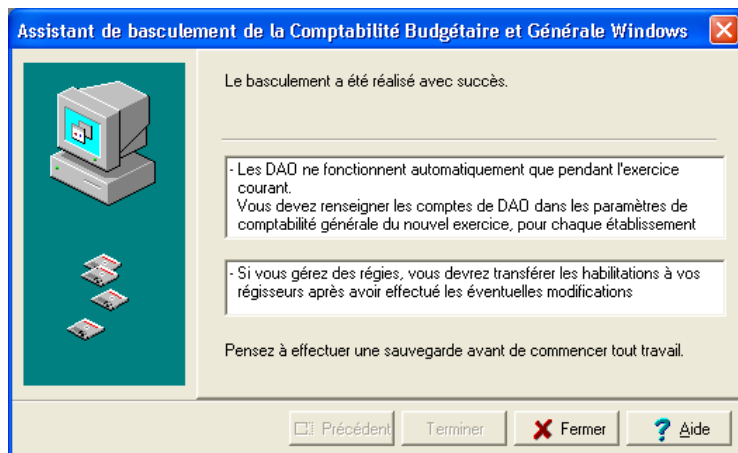 Assistant de basculement de la Comptabilité Budgétaire et Générale Windows
Le basculement a été réalisé avec succès.
- Les DAO ne fonctionnent automatiquement que pendant l'exercice
courant.
Vous devez renseigner les comptes de DAO dans les paramètres de
comptabilité générale du nouvel exercice, pour chaque établissement
- Si vous gérez des régies, vous devrez transférer les habilitations à vos
régisseurs après avoir effectué les éventuelles modifications
Pensez à effectuer une sauvegarde avant de commencer tout travail.
Précédent Terminer Fermer Aide